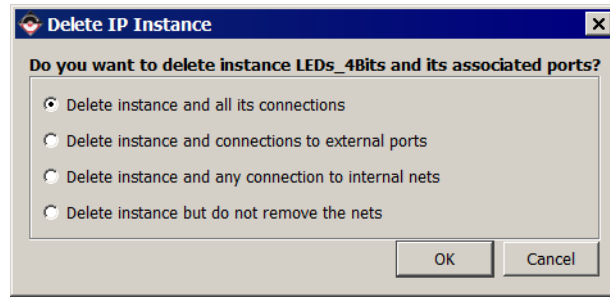 Delete IP Instance
Do you want to delete instance LEDs_4Bits and its associated ports?
Delete instance and all its connections
Delete instance and connections to external ports
Delete instance and any connection to internal nets
Delete instance but do not remove the nets
OK Cancel